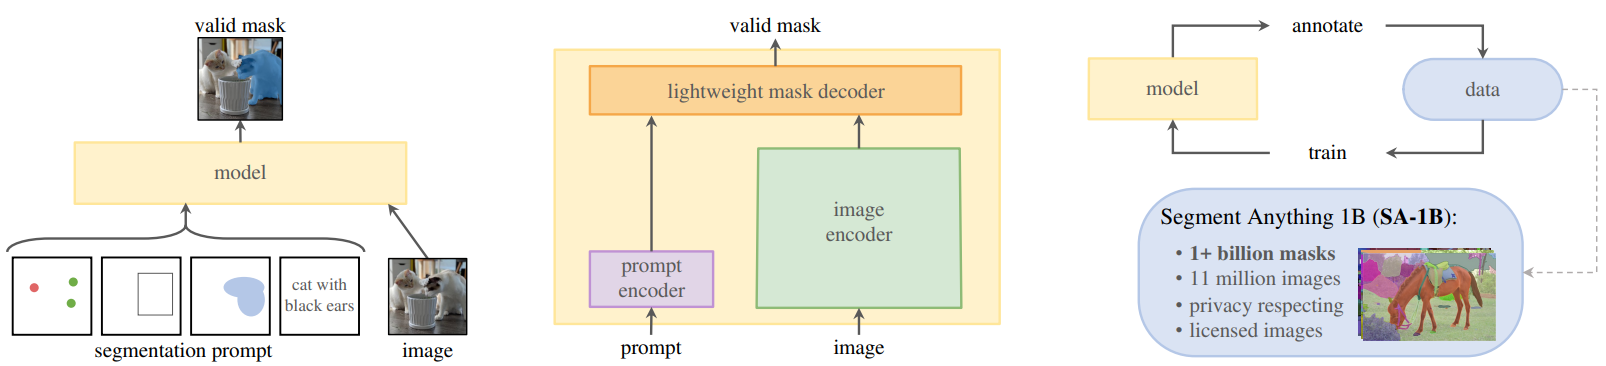 valid mask
model
cat with
black ears
segmentation prompt
image
valid mask
lightweight mask decoder
image
encoder
prompt
encoder
prompt
image
annotate
model
data
train
Segment Anything 1B (SA-1B):
• 1+ billion masks
• 11 million images
• privacy respecting
• licensed images